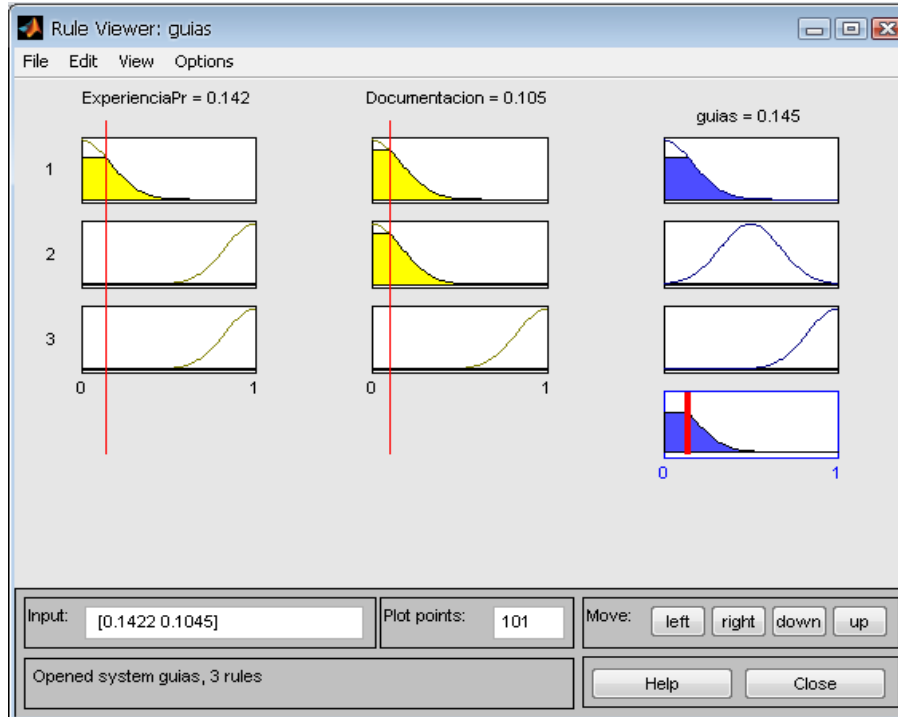 Rule Viewer: guias
File Edit View Options
ExperienciaPr = 0.142 Documentacion = 0.105 guias = 0.145
1
2
3
0 1 0 1
0 1
Input: [0.1422 0.1045] Plot points: 101 Move: left right down up
Opened system guias, 3 rules Help Close